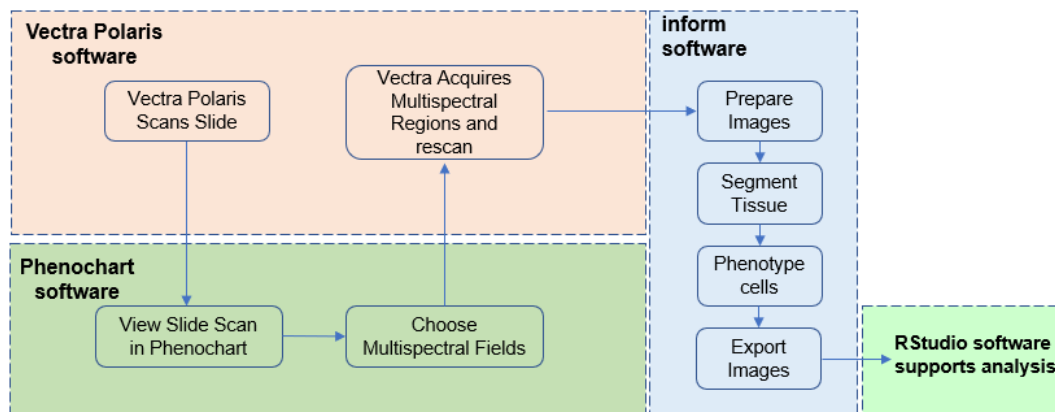 Vectra Polaris
software
Vectra Polaris
Scans Slide
Vectra Acquires
Multispectral
Regions and
rescan
Phenochart
software
View Slide Scan
in Phenochart
Choose
Multispectral Fields
inform
software
Prepare
Images
Segment
Tissue
Phenotype
cells
Export
Images
RStudio software
supports analysis